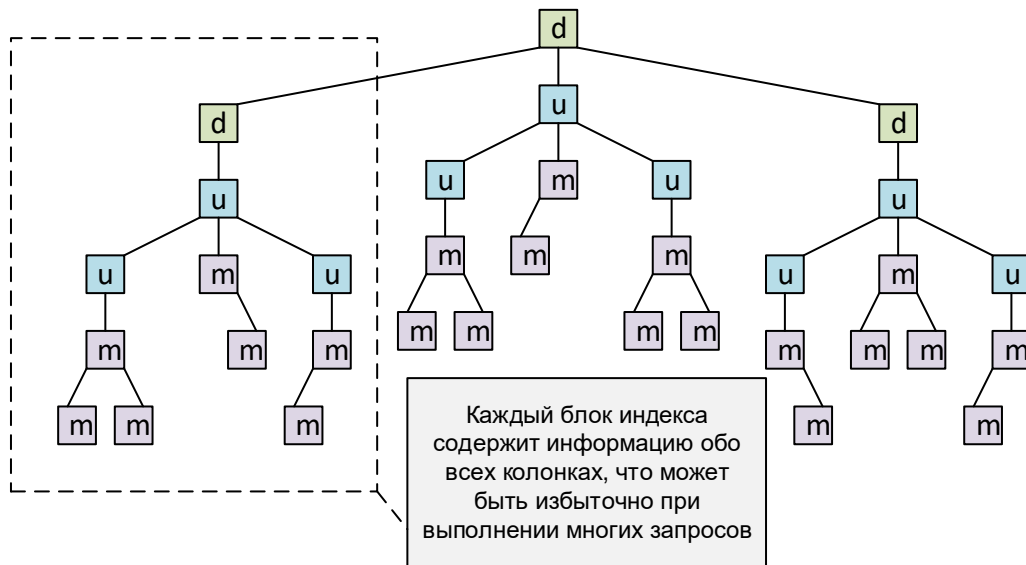 d
d u d
u u m u u
u m u m m m u m u
m m m m m m m m m m m
m m m m m
Каждый блок индекса
содержит информацию обо
всех колонках, что может
быть избыточно при
выполнении многих запросов